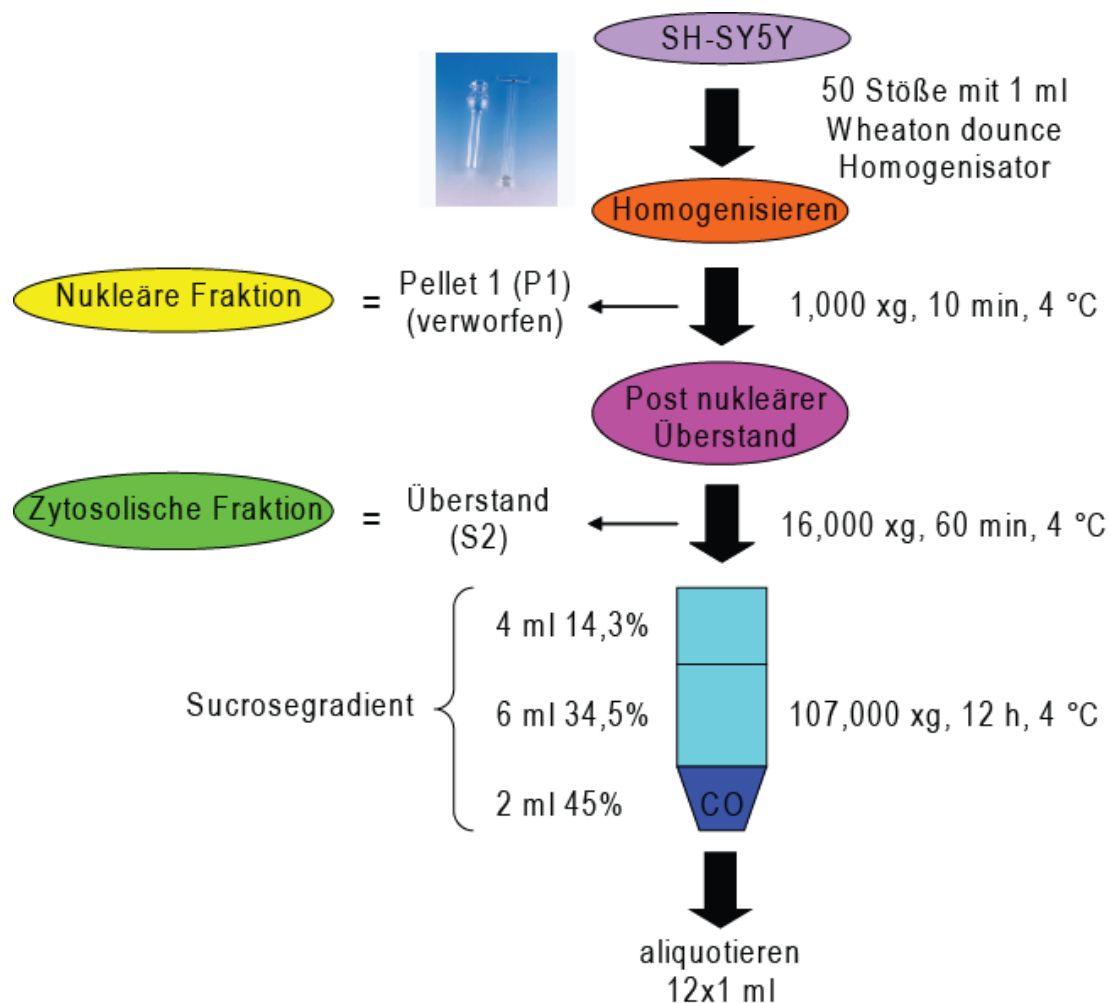 SH-SY5Y
50 Stöße mit 1 ml
Wheaton dounce
Homogenisator
Homogenisieren
Nukleäre Fraktion
=
Pellet 1 (P1)
(verworfen)
1,000 xg, 10 min, 4 °C
Post nukleärer
Überstand
Zytosolische Fraktion
=
Überstand
(S2)
16,000 xg, 60 min, 4 °C
Sucrosegradient
4 ml 14,3%
6 ml 34,5%
2 ml 45%
107,000 xg, 12 h, 4 °C
CO
aliquotieren
12x1 ml